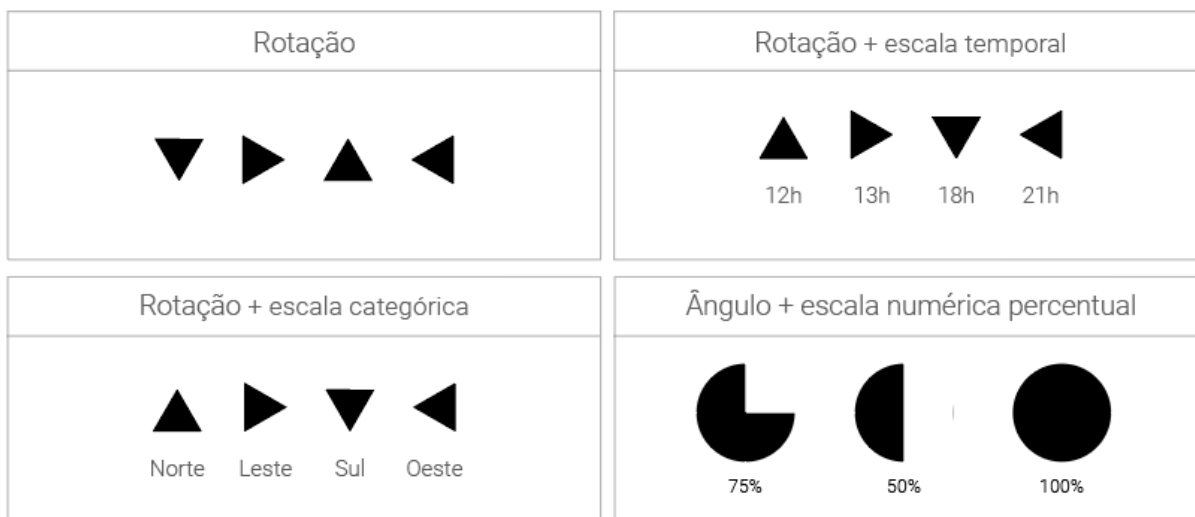 Rotação
Rotação + escala temporal
12h 13h 18h 21h
Rotação + escala categórica
Norte Leste Sul Oeste
Ângulo + escala numérica percentual
75% 50% 100%